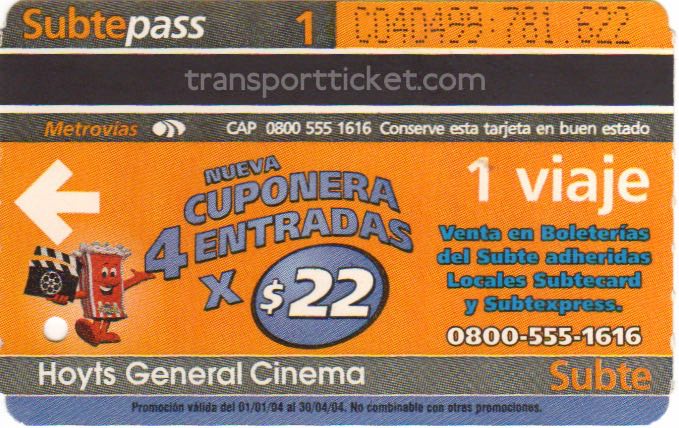 Subtepass 1 CO40499:781.622
transportticket.com
Metrovías CAP 0800 555 1616 Conserve esta tarjeta en buen estado
NUEVA
CUPONERA
4 ENTRADAS
X $22
1 viaje
Venta en Boleterías
del Subte adheridas
Locales Subtecard
y Subtexpress.
0800-555-1616
Hoyts General Cinema Subte
Promoción válida del 01/01/04 al 30/04/04. No combinable con otras promociones.